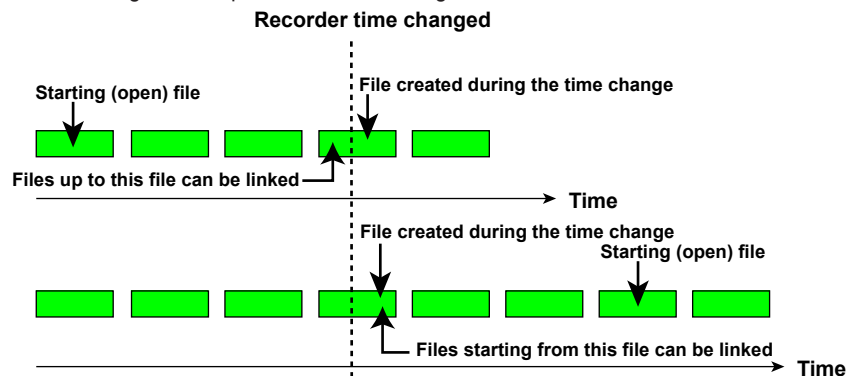 Recorder time changed
File created during the time change
Starting (open) file
Files up to this file can be linked
Time
File created during the time change
Starting (open) file
Files starting from this file can be linked
Time